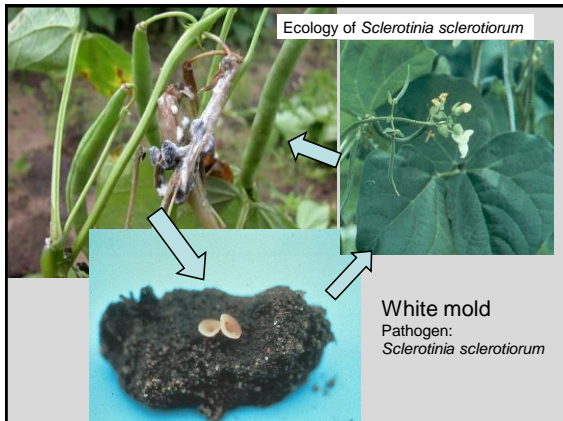 Ecology of Sclerotinia sclerotiorum
White mold
Pathogen:
Sclerotinia sclerotiorum